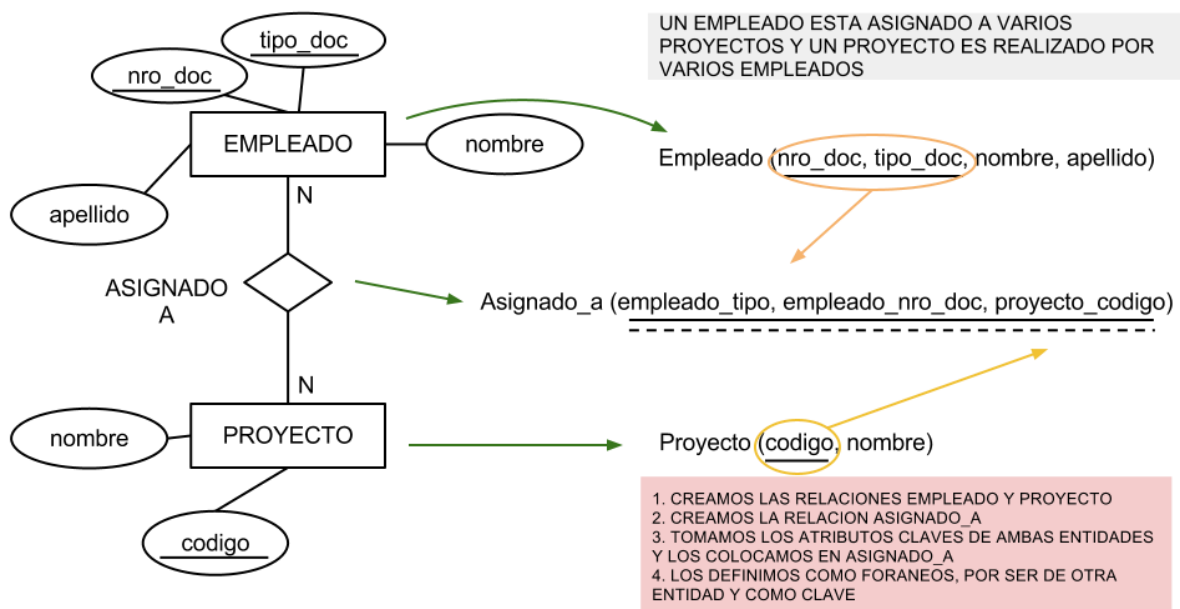 tipo_doc
nro_doc
EMPLEADO
nombre
apellido
N
ASIGNADO
A
N
nombre
PROYECTO
codigo
UN EMPLEADO ESTA ASIGNADO A VARIOS
PROYECTOS Y UN PROYECTO ES REALIZADO POR
VARIOS EMPLEADOS
Empleado (nro_doc, tipo_doc, nombre, apellido)
Asignado_a (empleado_tipo, empleado_nro_doc, proyecto_codigo)
Proyecto (codigo, nombre)
1. CREAMOS LAS RELACIONES EMPLEADO Y PROYECTO
2. CREAMOS LA RELACION ASIGNADO_A
3. TOMAMOS LOS ATRIBUTOS CLAVES DE AMBAS ENTIDADES
Y LOS COLOCAMOS EN ASIGNADO_A
4. LOS DEFINIMOS COMO FORANEOS, POR SER DE OTRA
ENTIDAD Y COMO CLAVE